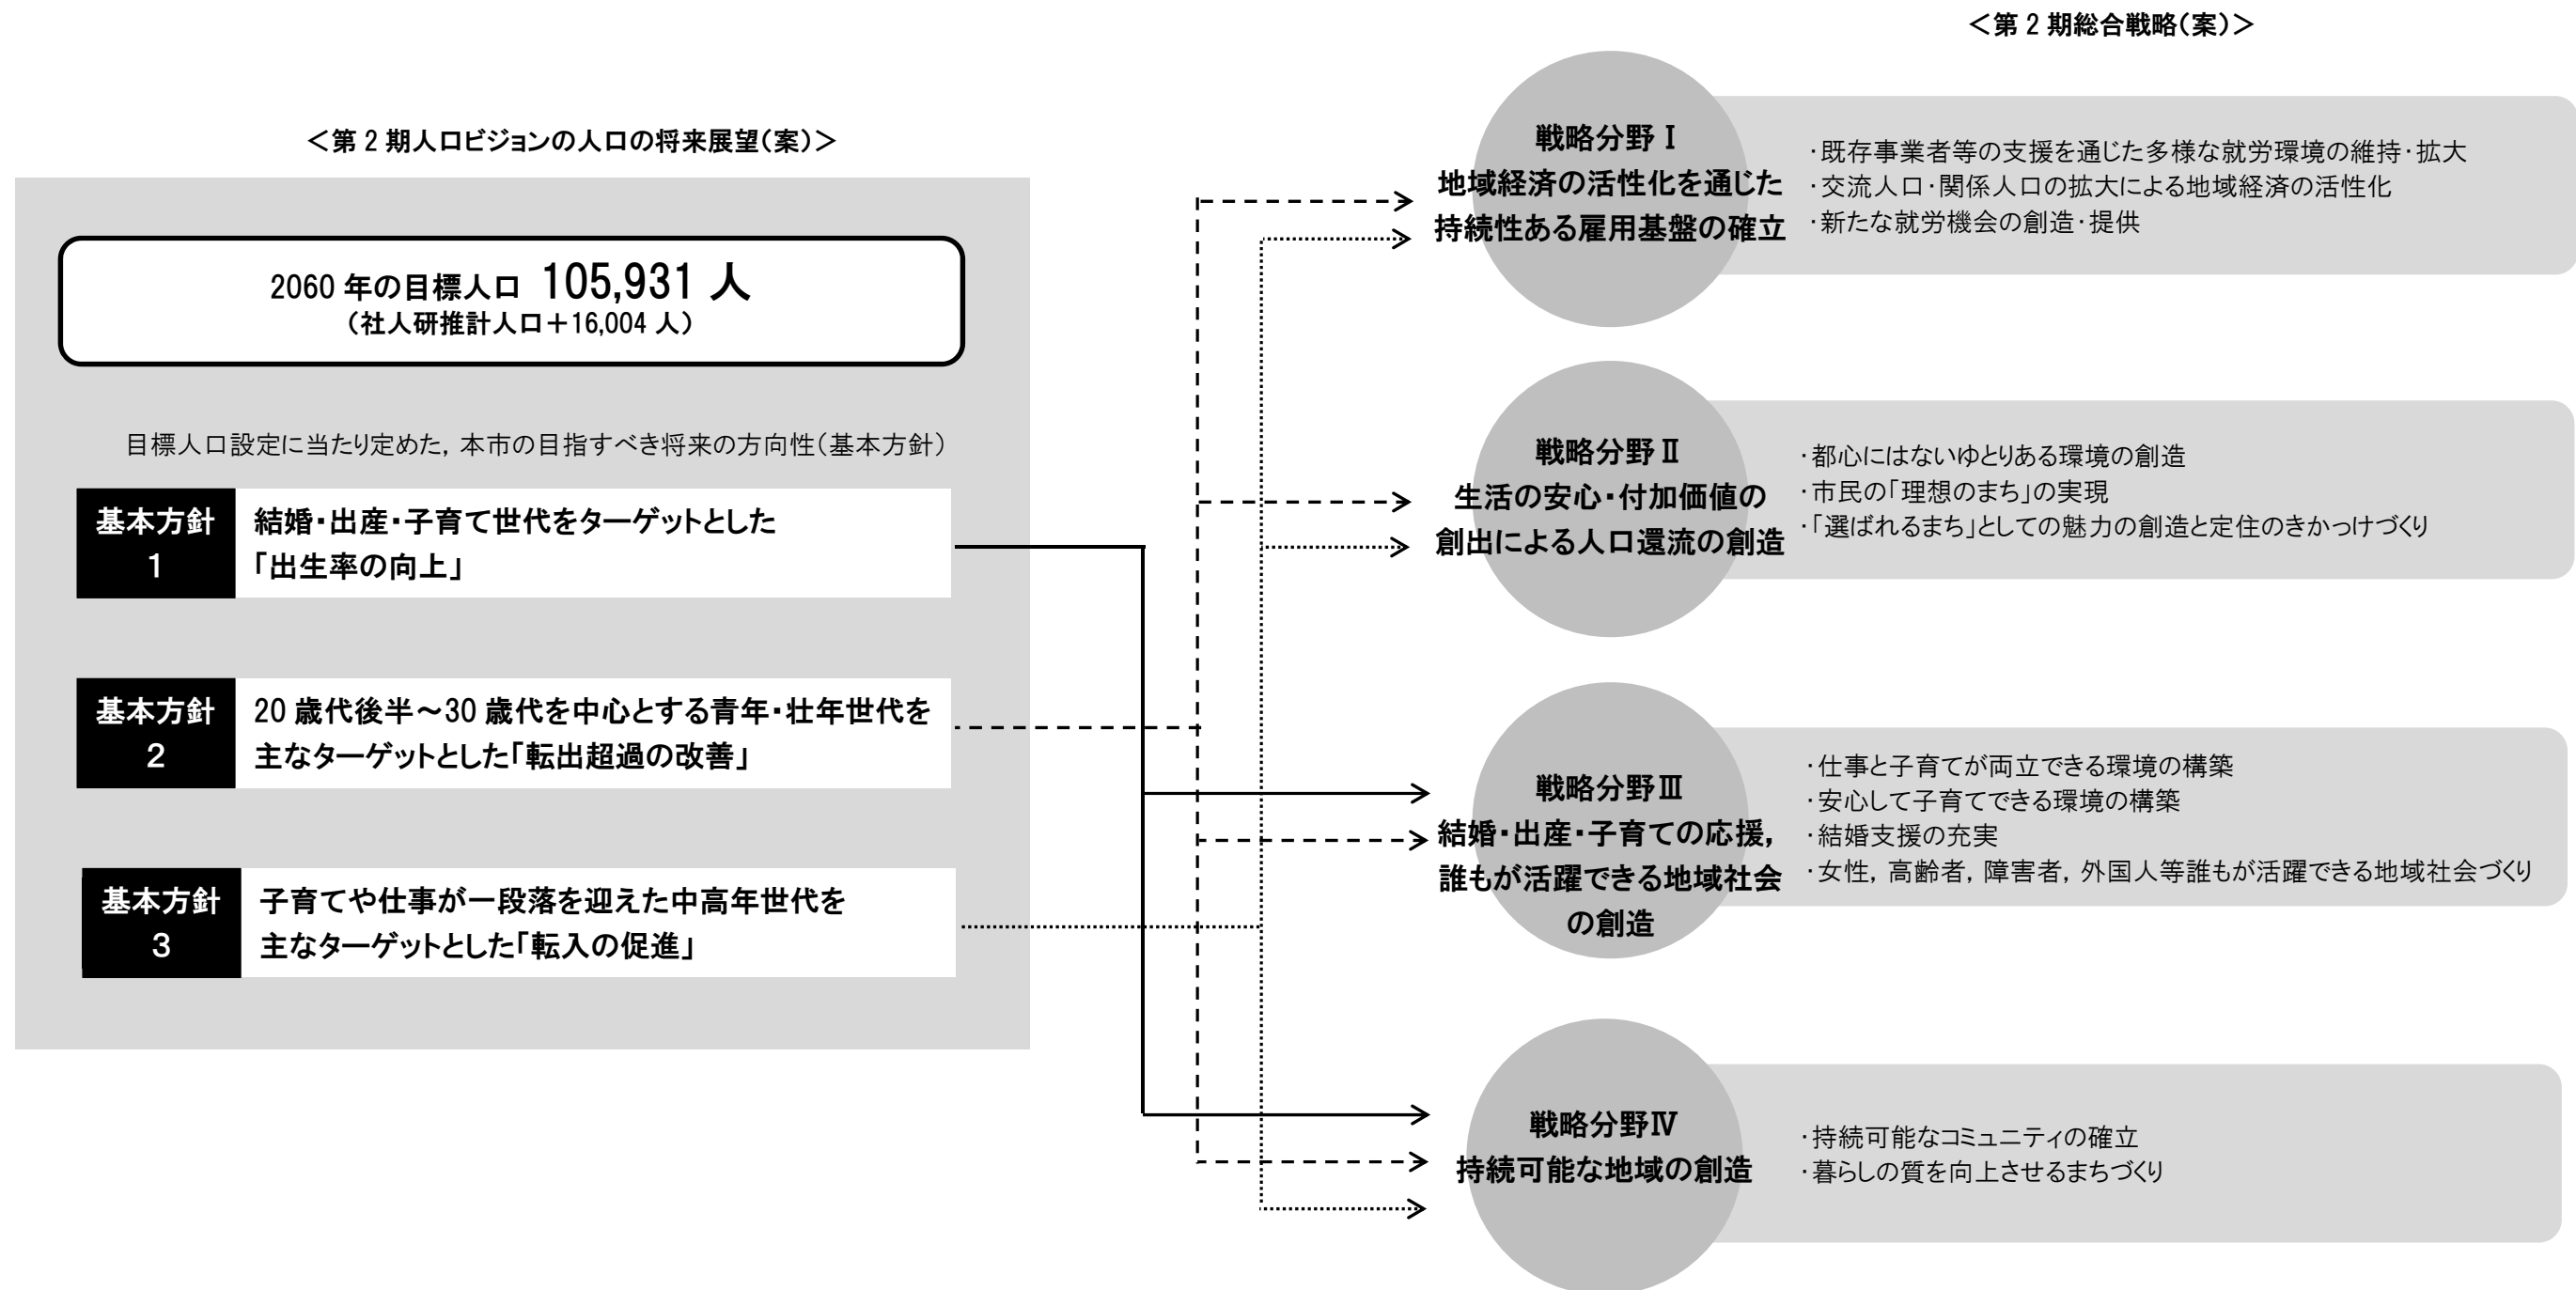 ＜第２期人口ビジョンの人口の将来展望（案）＞
2060 年の目標人口 105,931 人
（社人研推計人口＋16,004 人）
目標人口設定に当たり定めた，本市の目指すべき将来の方向性（基本方針）
基本方針
1
結婚・出産・子育て世代をターゲットとした
「出生率の向上」
基本方針
2
20 歳代後半～30 歳代を中心とする青年・壮年世代を
主なターゲットとした「転出超過の改善」
基本方針
3
子育てや仕事が一段落を迎えた中高年世代を
主なターゲットとした「転入の促進」
＜第２期総合戦略（案）＞
戦略分野Ⅰ
地域経済の活性化を通じた
持続性ある雇用基盤の確立
・既存事業者等の支援を通じた多様な就労環境の維持・拡大
・交流人口・関係人口の拡大による地域経済の活性化
・新たな就労機会の創造・提供
戦略分野Ⅱ
生活の安心・付加価値の
創出による人口還流の創造
・都心にはないゆとりある環境の創造
・市民の「理想のまち」の実現
・「選ばれるまち」としての魅力の創造と定住のきかっけづくり
戦略分野Ⅲ
結婚・出産・子育ての応援，
誰もが活躍できる地域社会
の創造
・仕事と子育てが両立できる環境の構築
・安心して子育てできる環境の構築
・結婚支援の充実
・女性，高齢者，障害者，外国人等誰もが活躍できる地域社会づくり
戦略分野Ⅳ
持続可能な地域の創造
・持続可能なコミュニティの確立
・暮らしの質を向上させるまちづくり